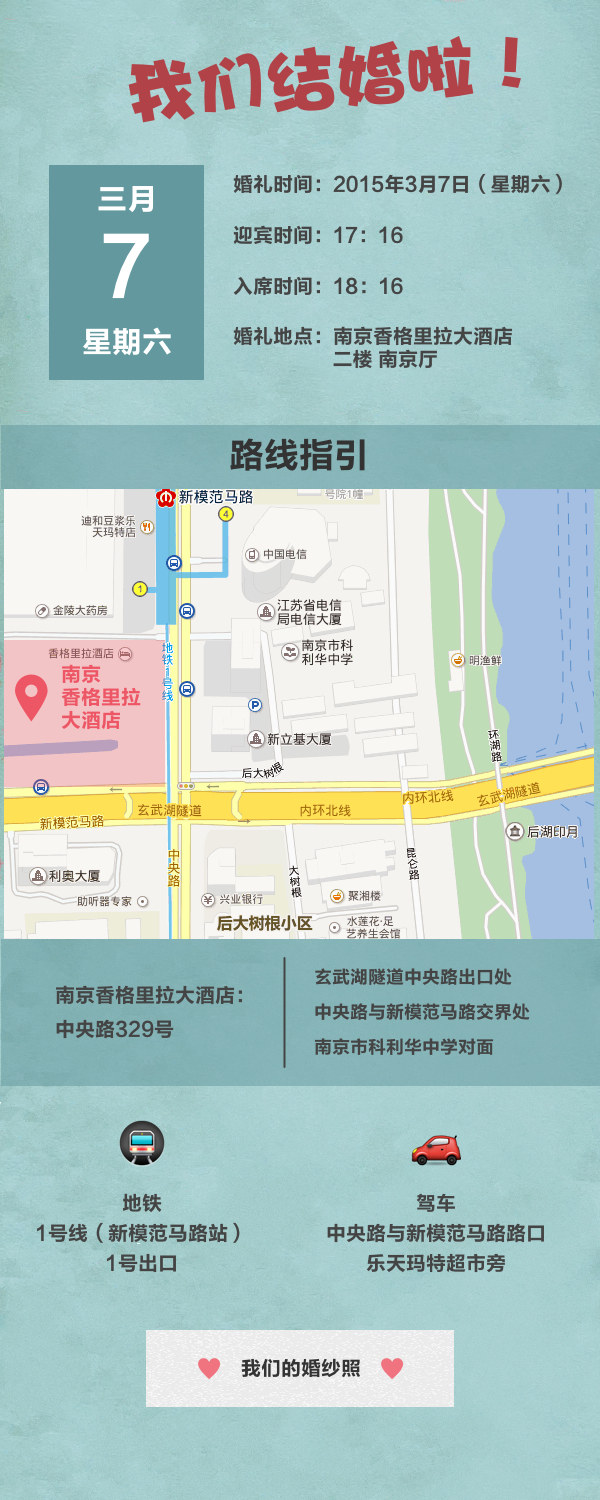 我们结婚啦！
三月
7
星期六
婚礼时间：2015年3月7日（星期六）
迎宾时间：17：16
入席时间：18：16
婚礼地点：南京香格里拉大酒店
二楼 南京厅
路线指引
新模范马路
号院1幢
迪和豆浆乐
天玛特店
4
中国电信
1
金陵大药房
江苏省电信
局电信大厦
地铁1号线
南京市科
利华中学
香格里拉酒店
明渔鲜
南京
香格里拉
大酒店
P
新立基大厦
环湖路
后大树根
玄武湖隧道
内环北线
内环北线
玄武湖隧道
新模范马路
后湖印月
中央路
大树根
昆仑路
利奥大厦
助听器专家
兴业银行
聚湘楼
后大树根小区
水莲花·足
艺养生会馆
南京香格里拉大酒店：
中央路329号
玄武湖隧道中央路出口处
中央路与新模范马路交界处
南京市科利华中学对面
地铁
1号线（新模范马路站）
1号出口
驾车
中央路与新模范马路路口
乐天玛特超市旁
我们的婚纱照